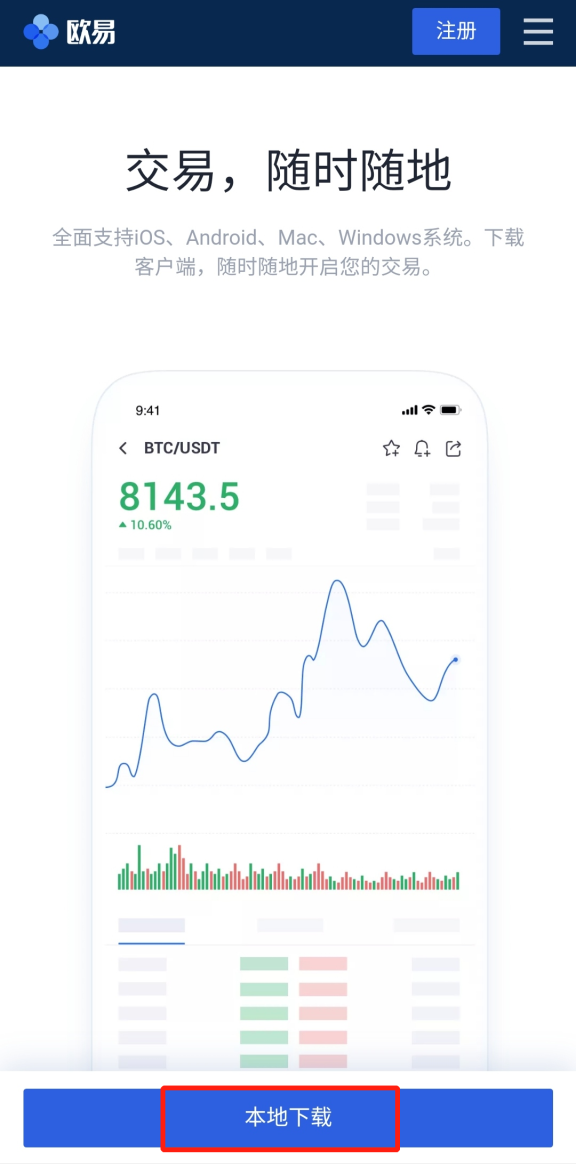 欧易
注册
交易，随时随地
全面支持iOS、Android、Mac、Windows系统。下载
客户端，随时随地开启您的交易。
9:41
BTC/USDT
8143.5
10.60%
本地下载